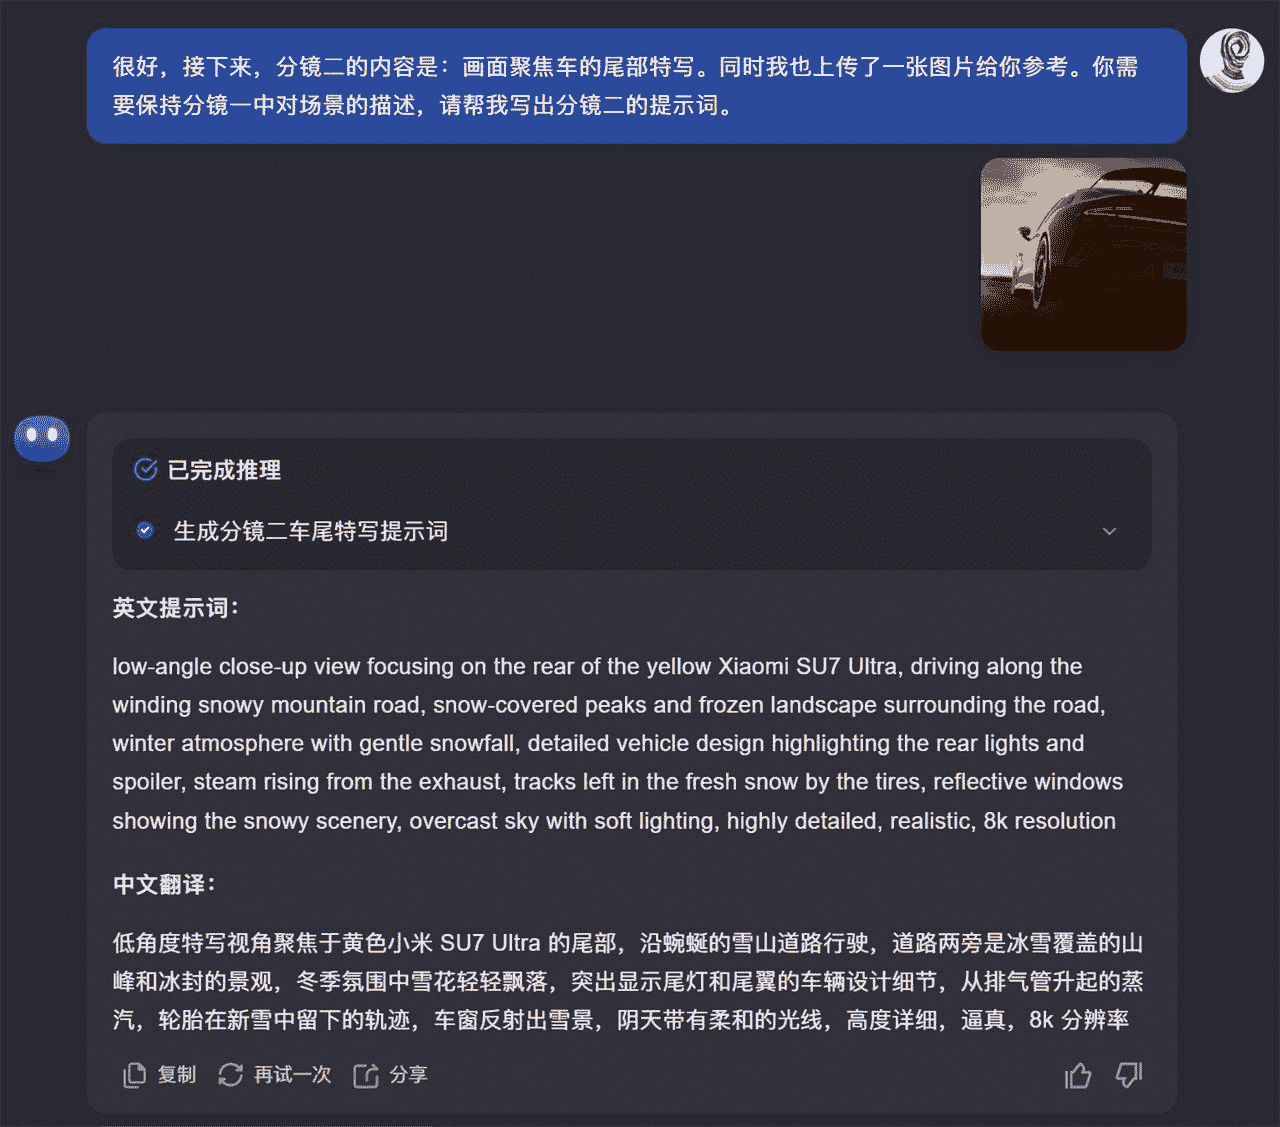 很好，接下来，分镜二的内容是：画面聚焦车的尾部特写。同时我也上传了一张图片给你参考。你需
要保持分镜一中对场景的描述，请帮我写出分镜二的提示词。
已完成推理
生成分镜二车尾特写提示词
英文提示词：
low-angle close-up view focusing on the rear of the yellow Xiaomi SU7 Ultra, driving along the
winding snowy mountain road, snow-covered peaks and frozen landscape surrounding the road,
winter atmosphere with gentle snowfall, detailed vehicle design highlighting the rear lights and
spoiler, steam rising from the exhaust, tracks left in the fresh snow by the tires, reflective windows
showing the snowy scenery, overcast sky with soft lighting, highly detailed, realistic, 8k resolution
中文翻译：
低角度特写视角聚焦于黄色小米 SU7 Ultra 的尾部，沿蜿蜒的雪山道路行驶，道路两旁是冰雪覆盖的山
峰和冰封的景观，冬季氛围中雪花轻轻飘落，突出显示尾灯和尾翼的车辆设计细节，从排气管升起的蒸
汽，轮胎在新雪中留下的轨迹，车窗反射出雪景，阴天带有柔和的光线，高度详细，逼真，8k 分辨率
复制 再试一次 分享